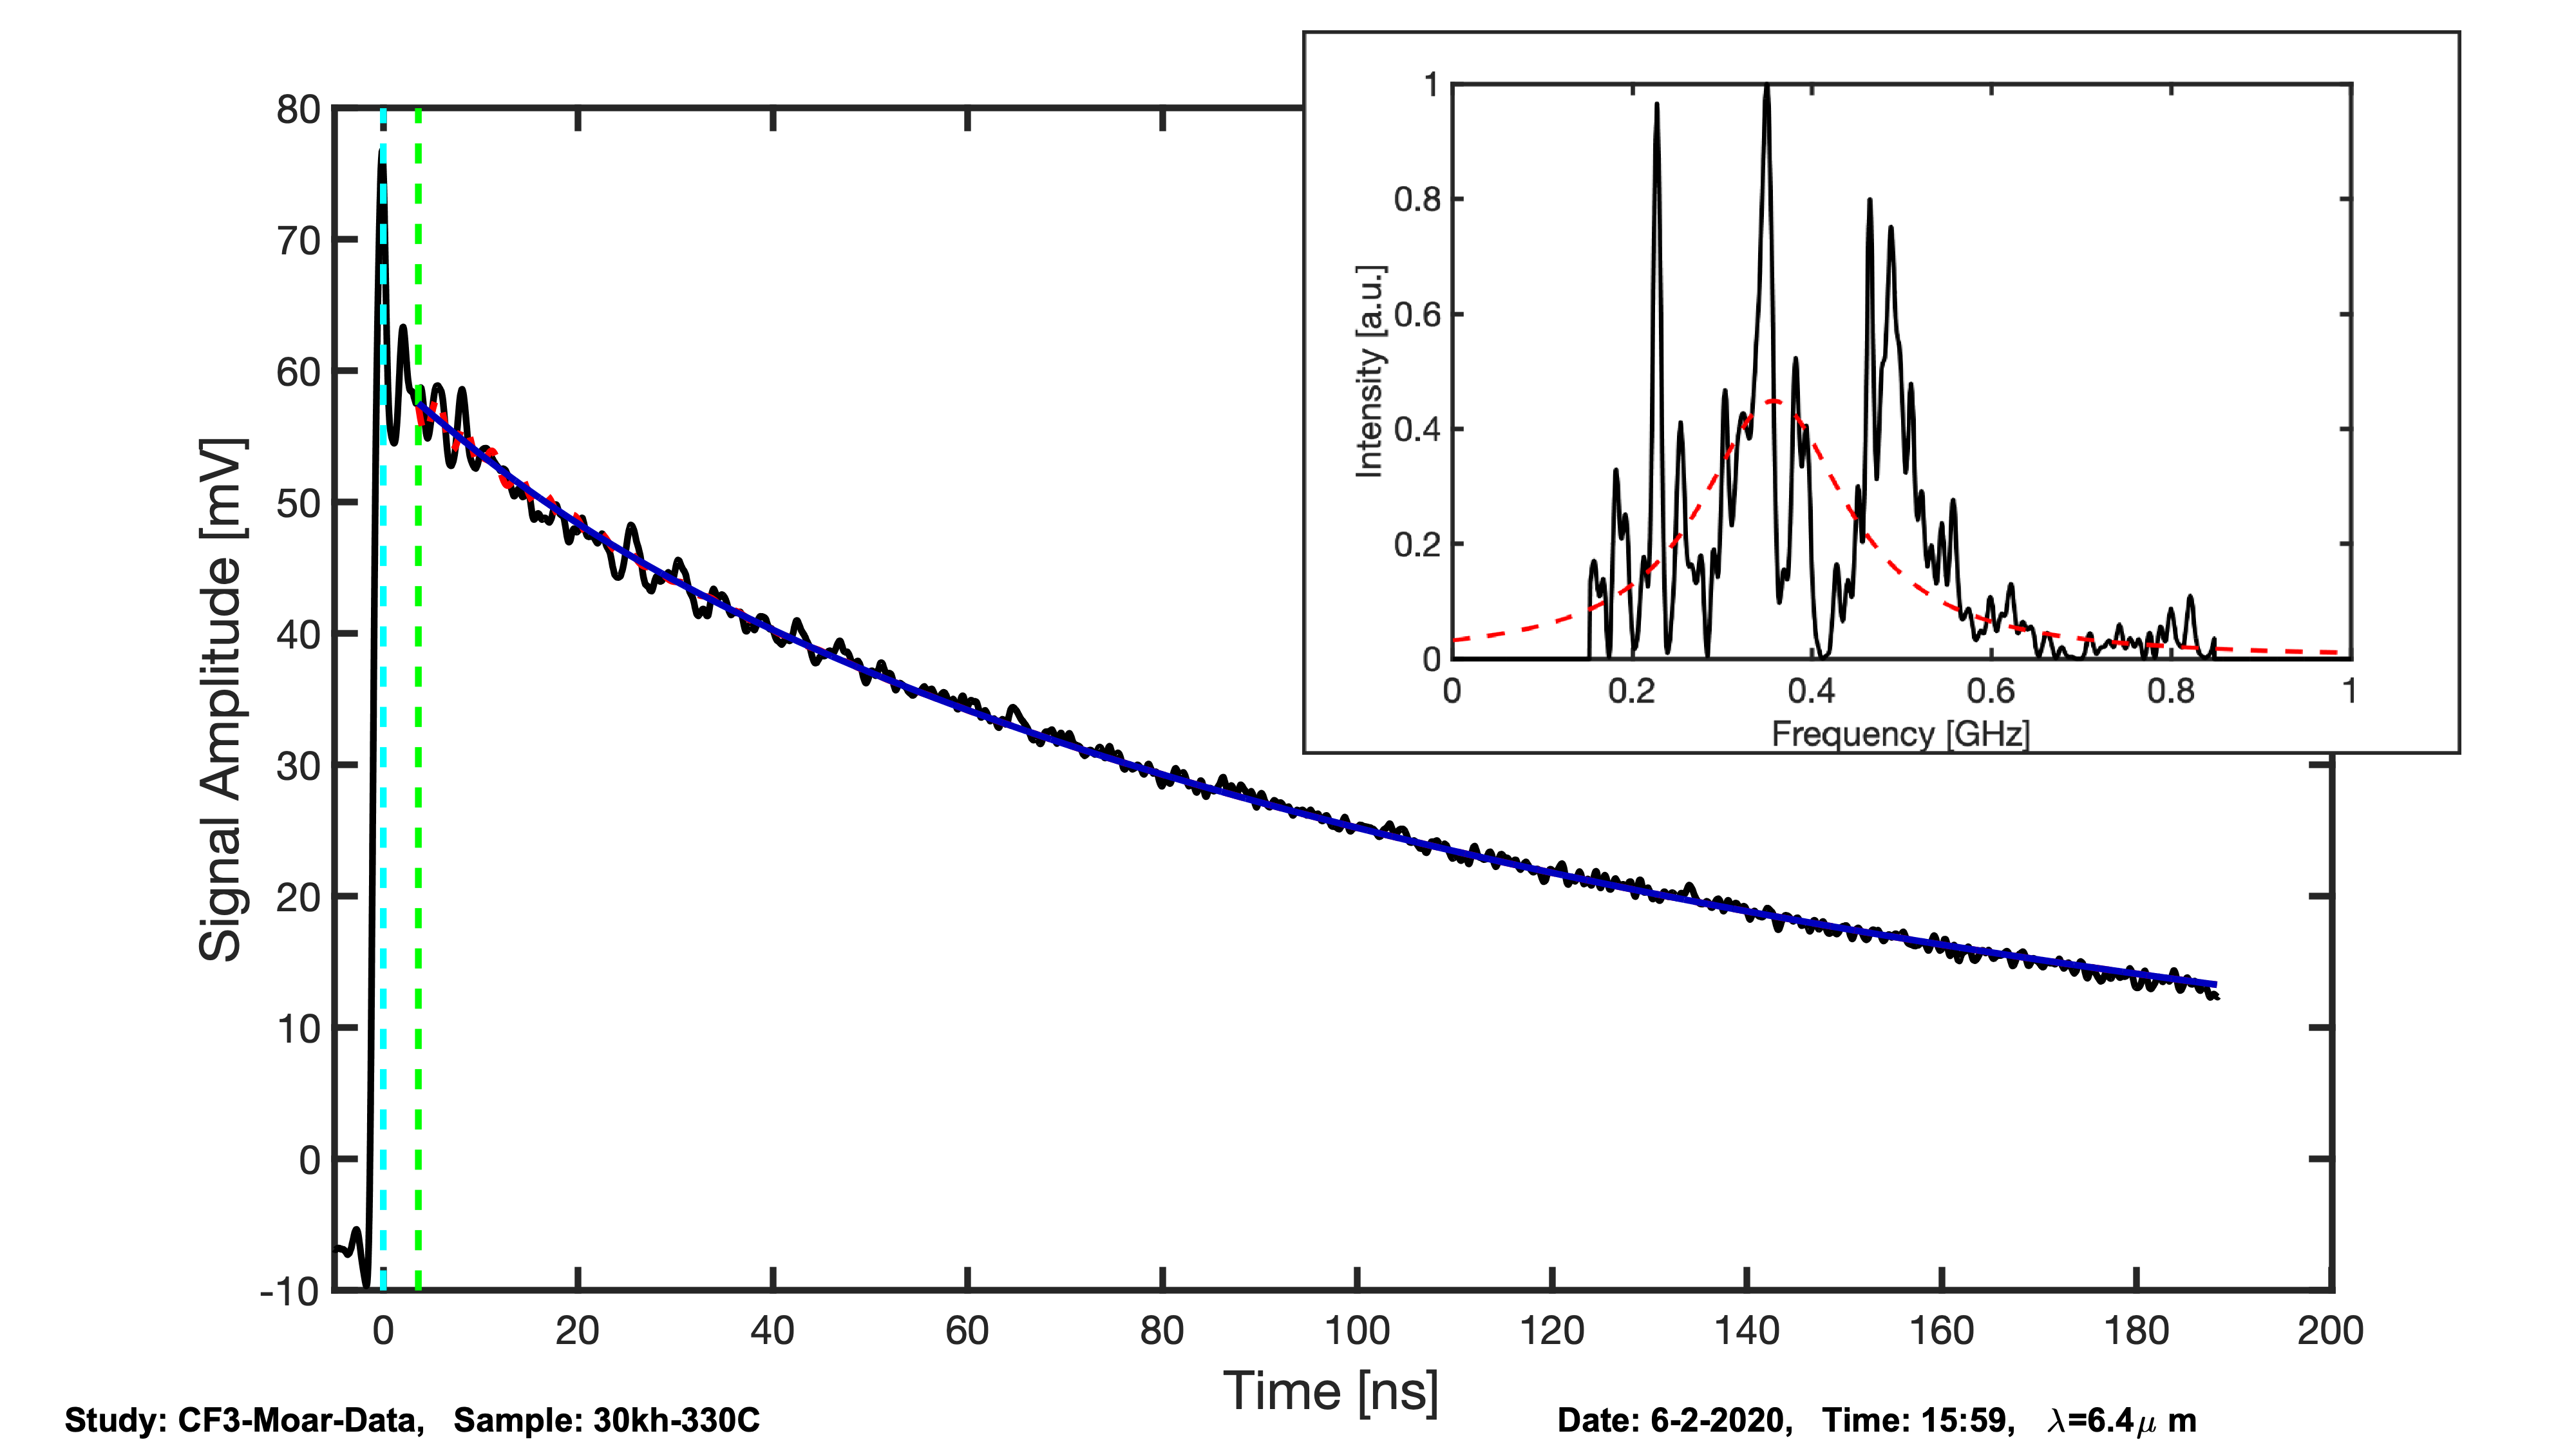 80
70
60
50
40
30
20
10
0
-10
Signal Amplitude [mV]
0 20 40 60 80 100 120 140 160 180 200
Time [ns]
1
0.8
0.6
0.4
0.2
0
Intensity [a.u.]
0 0.2 0.4 0.6 0.8 1
Frequency [GHz]
Study: CF3-Moar-Data, Sample: 30kh-330C
Date: 6-2-2020, Time: 15:59, λ=6.4μ m